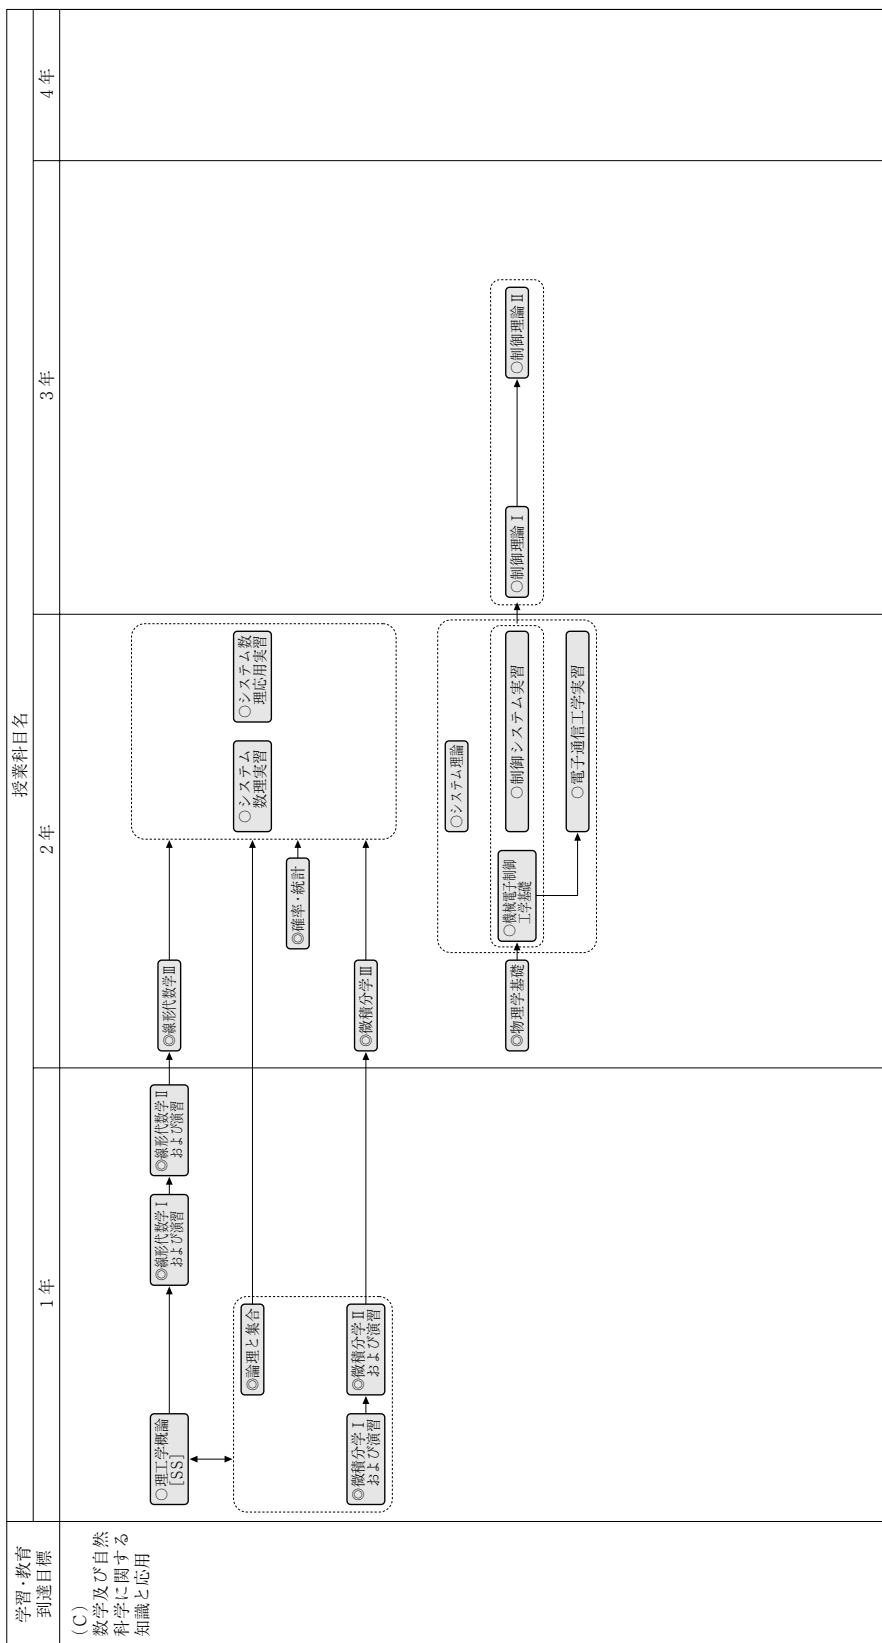 学習・教育
到達目標
授業科目名
1年
2年
3年
4年
(C)
数学及び自然
科学に関する
知識と応用
○理工学概論
[SS]
◎線形代数学Ⅰ
および演習
◎線形代数学Ⅱ
および演習
◎線形代数学Ⅲ
◎論理と集合
◎微積分学Ⅰ
および演習
◎微積分学Ⅱ
および演習
◎微積分学Ⅲ
◎確率・統計
○システム
数理実習
○システム数
理応用実習
◎物理学基礎
○機械電子制御
工学基礎
○システム理論
○制御システム実習
○電子通信工学実習
○制御理論Ⅰ
○制御理論Ⅱ